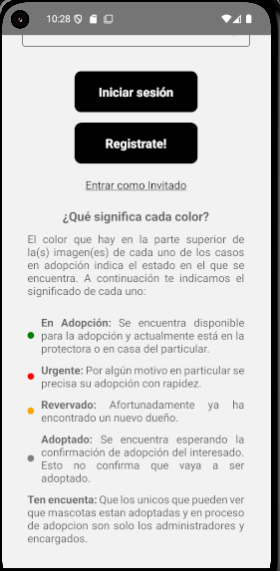 10:28
Iniciar sesión
Registrate!
Entrar como Invitado
¿Qué significa cada color?
El color que hay en la parte superior de
la(s) imagen(es) de cada uno de los casos
en adopción indica el estado en el que se
encuentra. A continuación te indicamos el
significado de cada uno:
En Adopción: Se encuentra disponible
para la adopción y actualmente está en la
protectora o en casa del particular.
Urgente: Por algún motivo en particular se
precisa su adopción con rapidez.
Revervado: Afortunadamente ya ha
encontrado un nuevo dueño.
Adoptado: Se encuentra esperando la
confirmación de adopción del interesado.
Esto no confirma que vaya a ser
adoptado.
Ten encuenta: Que los unicos que pueden ver
que mascotas estan adoptadas y en proceso
de adopcion son solo los administradores y
encargados.